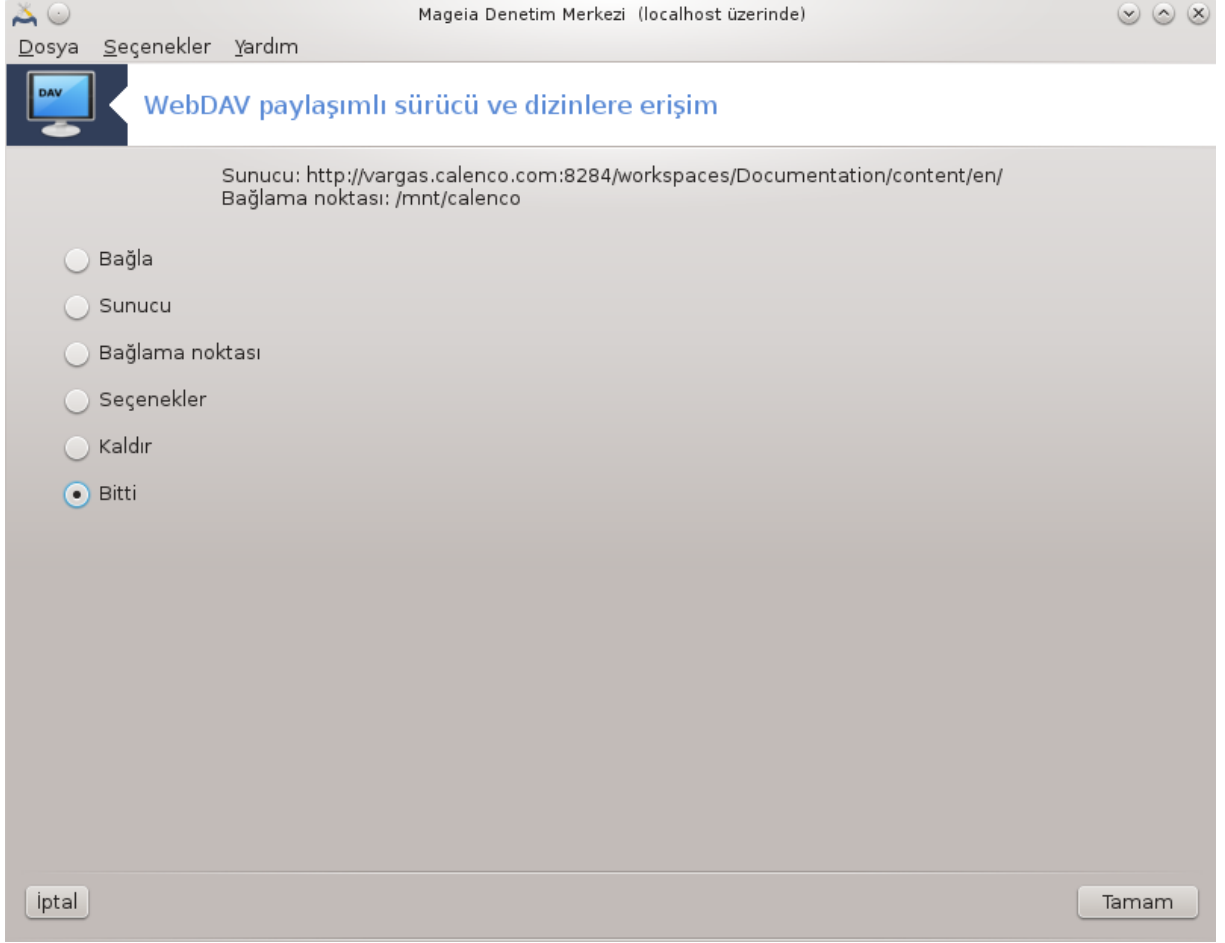 Mageia Denetim Merkezi (localhost üzerinde)
Dosya Seçenekler Yardım
DAV
WebDAV paylaşımlı sürücü ve dizinlere erişim
Sunucu: http://vargas.calenco.com:8284/workspaces/Documentation/content/en/
Bağlama noktası: /mnt/calenco
Bağla
Sunucu
Bağlama noktası
Seçenekler
Kaldır
Bitti
İptal Tamam